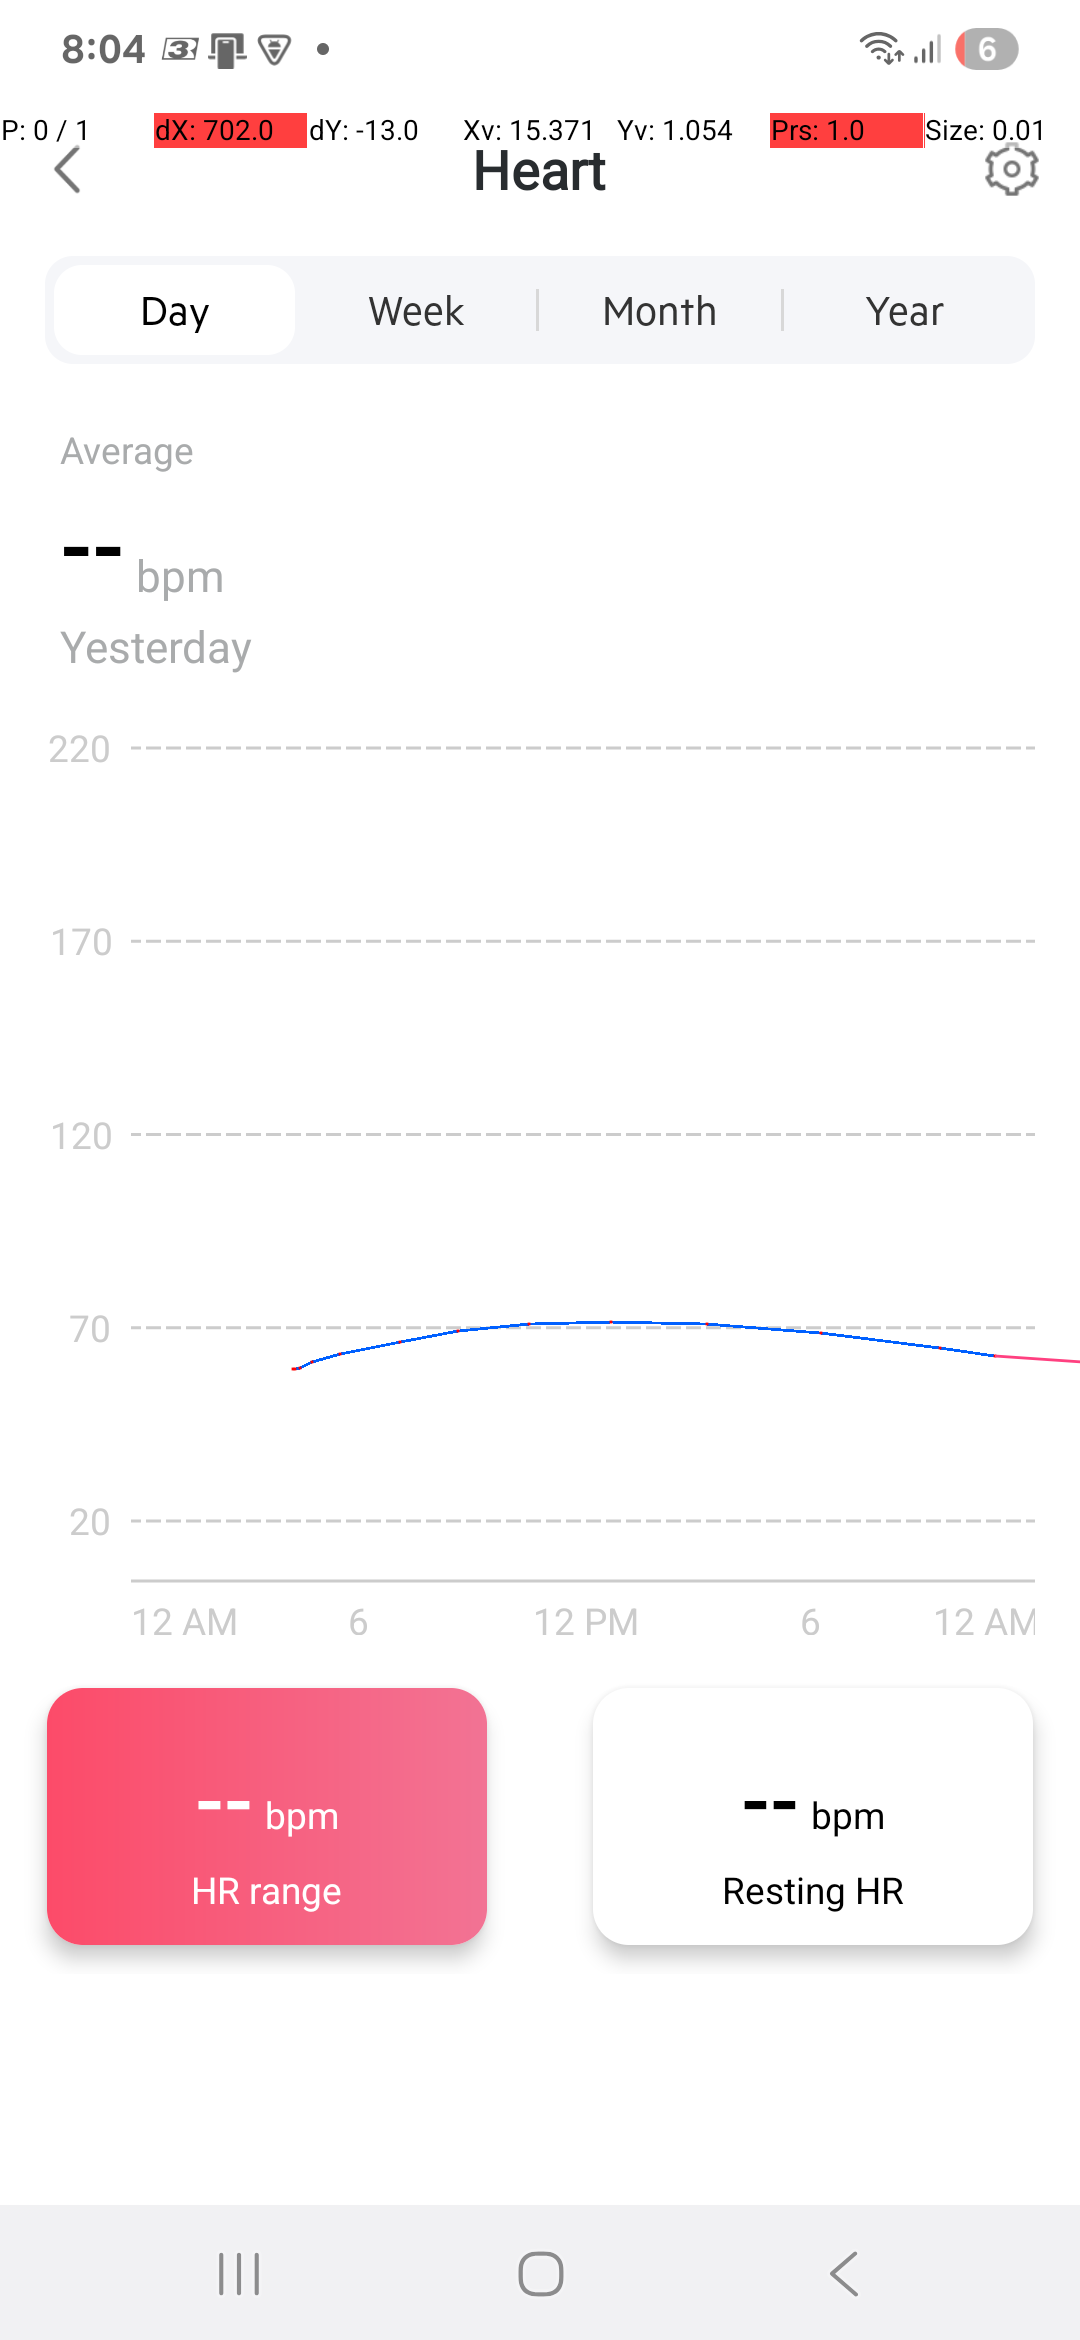 8:04
6
P: 0 / 1 dX: 702.0 dY: -13.0 Xv: 15.371 Yv: 1.054 Prs: 1.0 Size: 0.01
Heart
Day Week Month Year
Average
-- bpm
Yesterday
220
170
120
70
20
12 AM 6 12 PM 6 12 AM
-- bpm
HR range
-- bpm
Resting HR